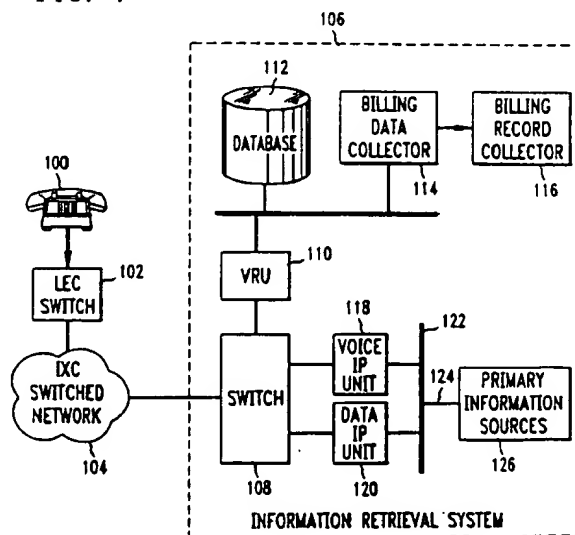 106
112
DATABASE
BILLING
DATA
COLLECTOR
114
BILLING
RECORD
COLLECTOR
116
100
110
VRU
102
LEC
SWITCH
118
122
VOICE
IP
UNIT
124
PRIMARY
INFORMATION
SOURCES
126
IXC
SWITCHED
NETWORK
104
SWITCH
108
DATA
IP
UNIT
120
INFORMATION RETRIEVAL SYSTEM